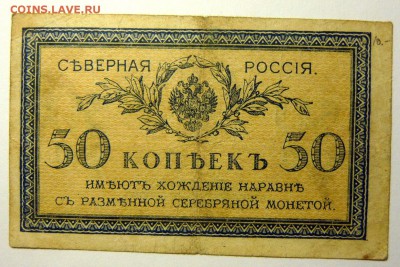 COINS.LAVE.RU
СѢВЕРНАЯ РОССІЯ.
50 КОПѢЕКЪ 50
ИМѢЮТЪ ХОЖДЕНІЕ НАРАВНѢ
СЪ РАЗМѢННОЙ СЕРЕБРЯНОЙ МОНЕТОЙ.